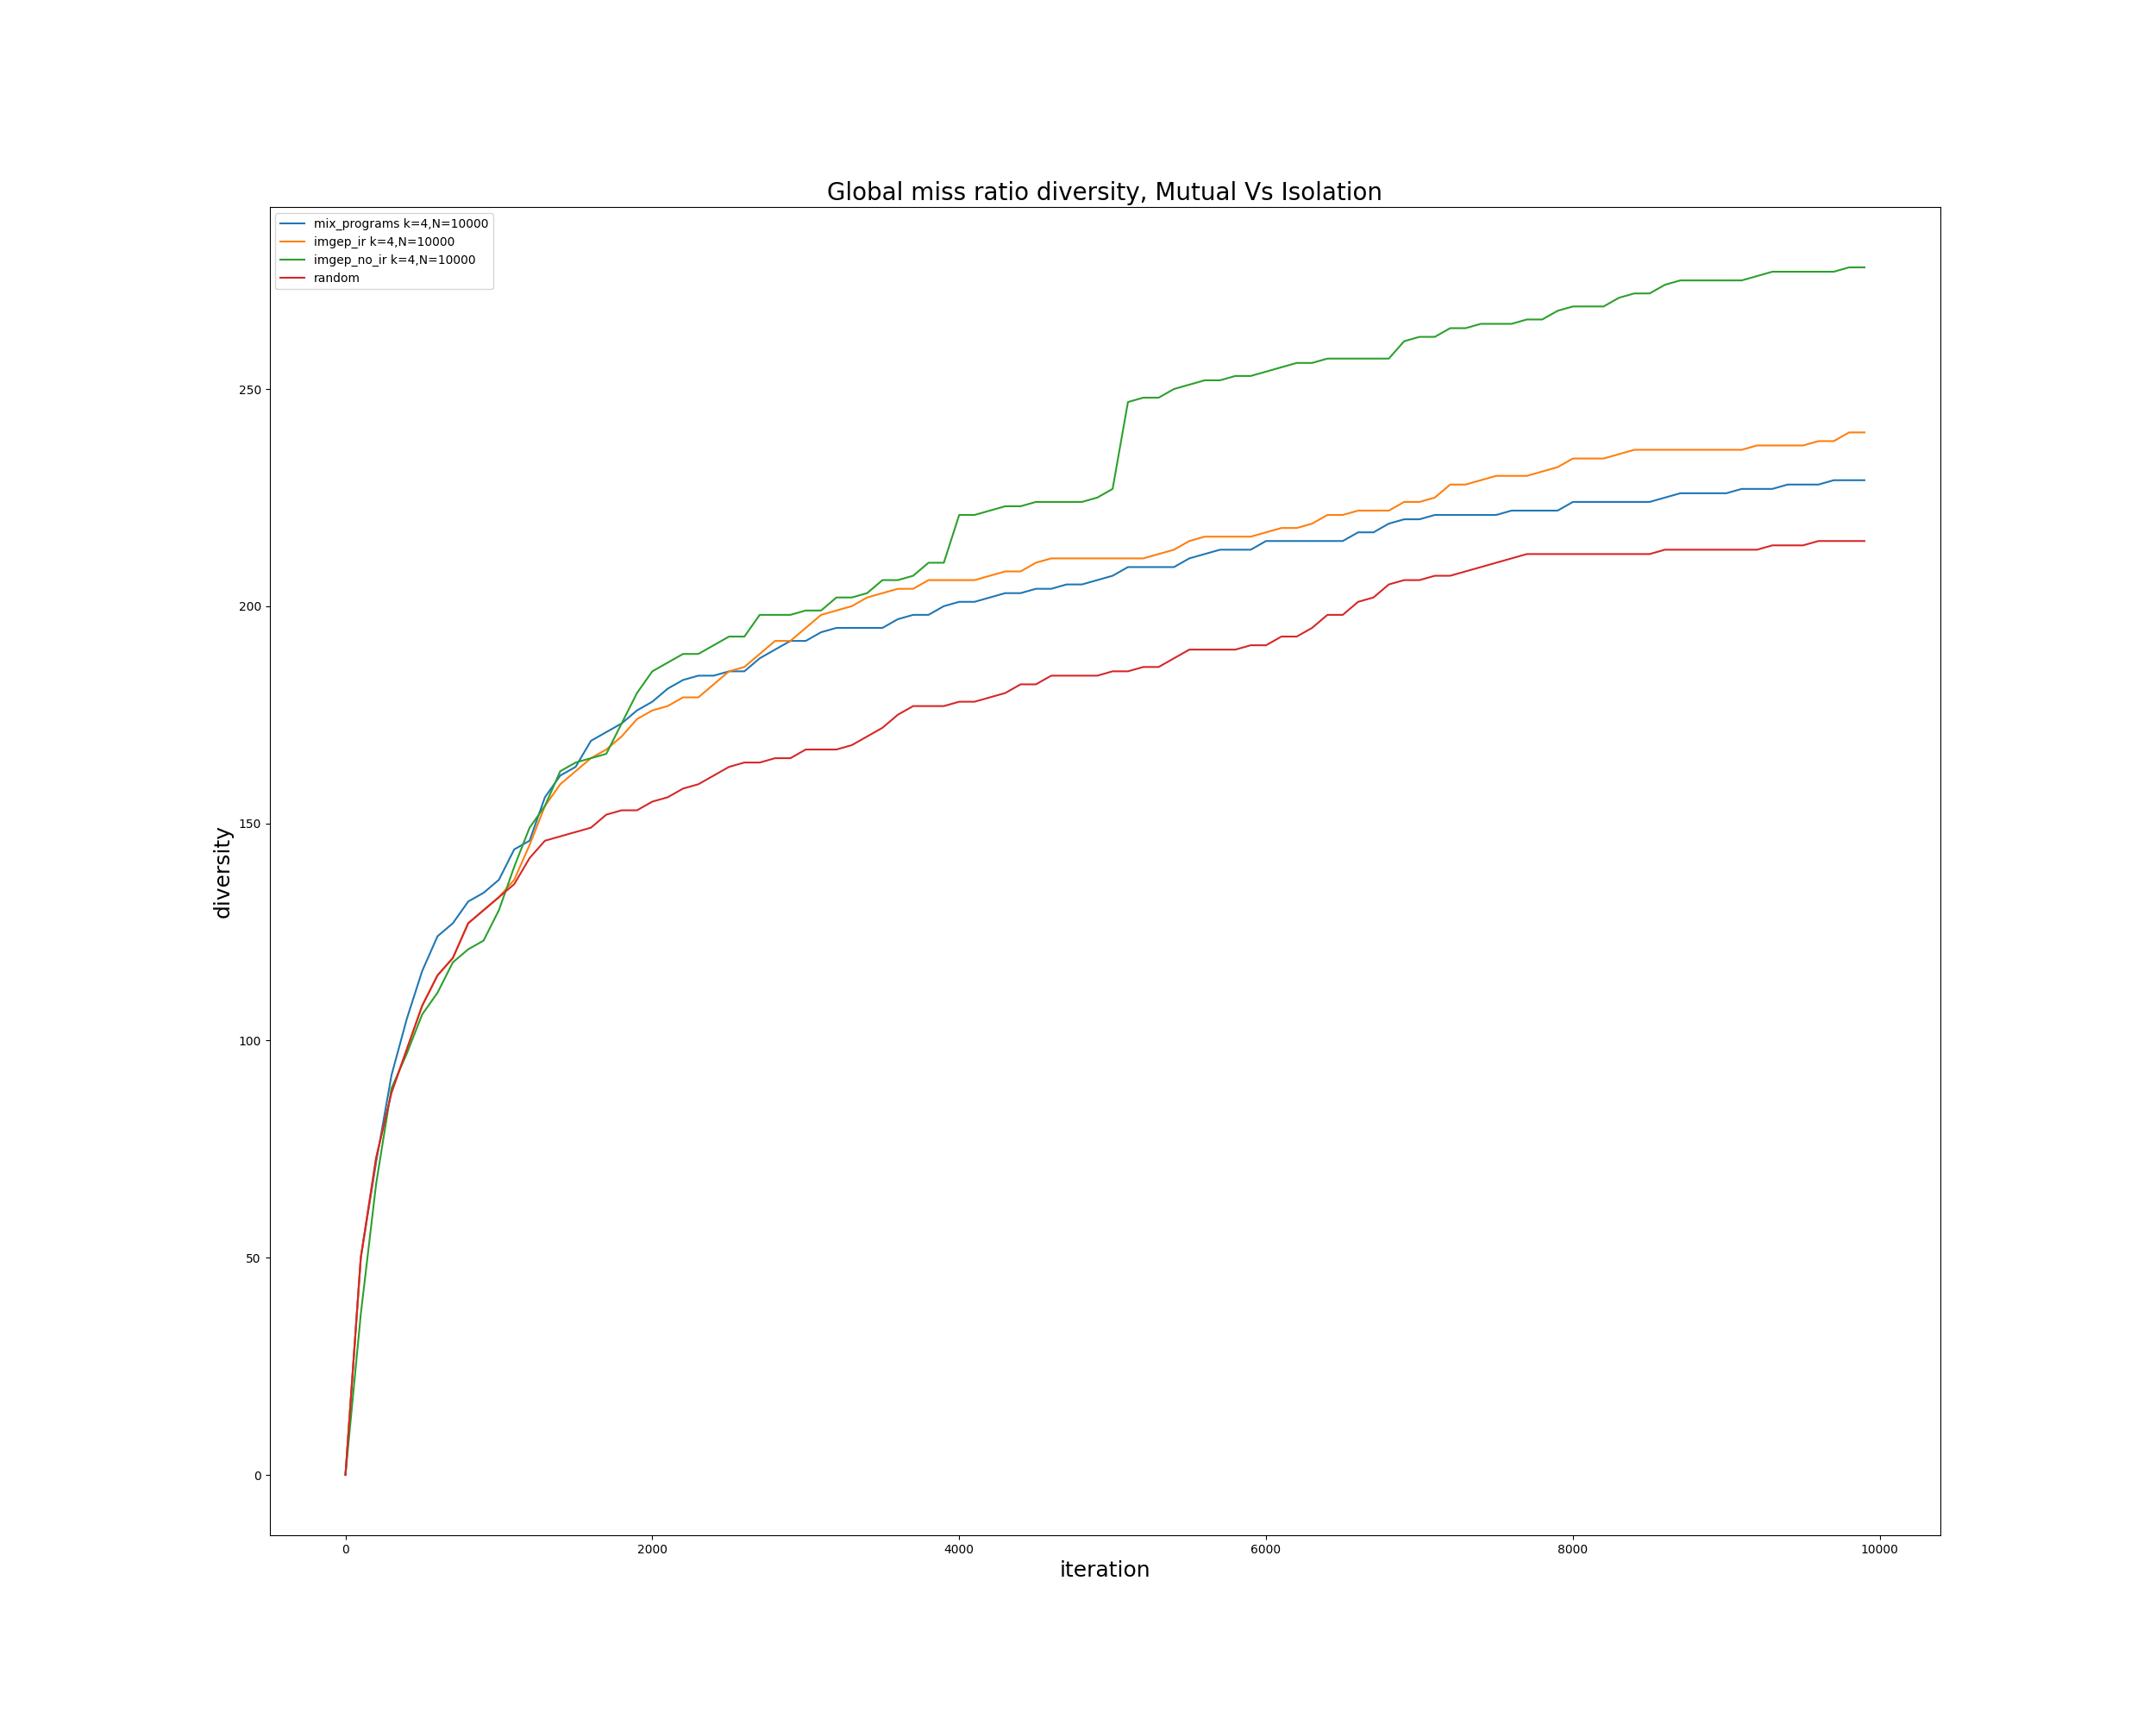 Global miss ratio diversity, Mutual Vs Isolation
mix_programs k=4,N=10000
imgep_ir k=4,N=10000
imgep_no_ir k=4,N=10000
random
250
200
150
100
50
0
diversity
0 2000 4000 6000 8000 10000
iteration